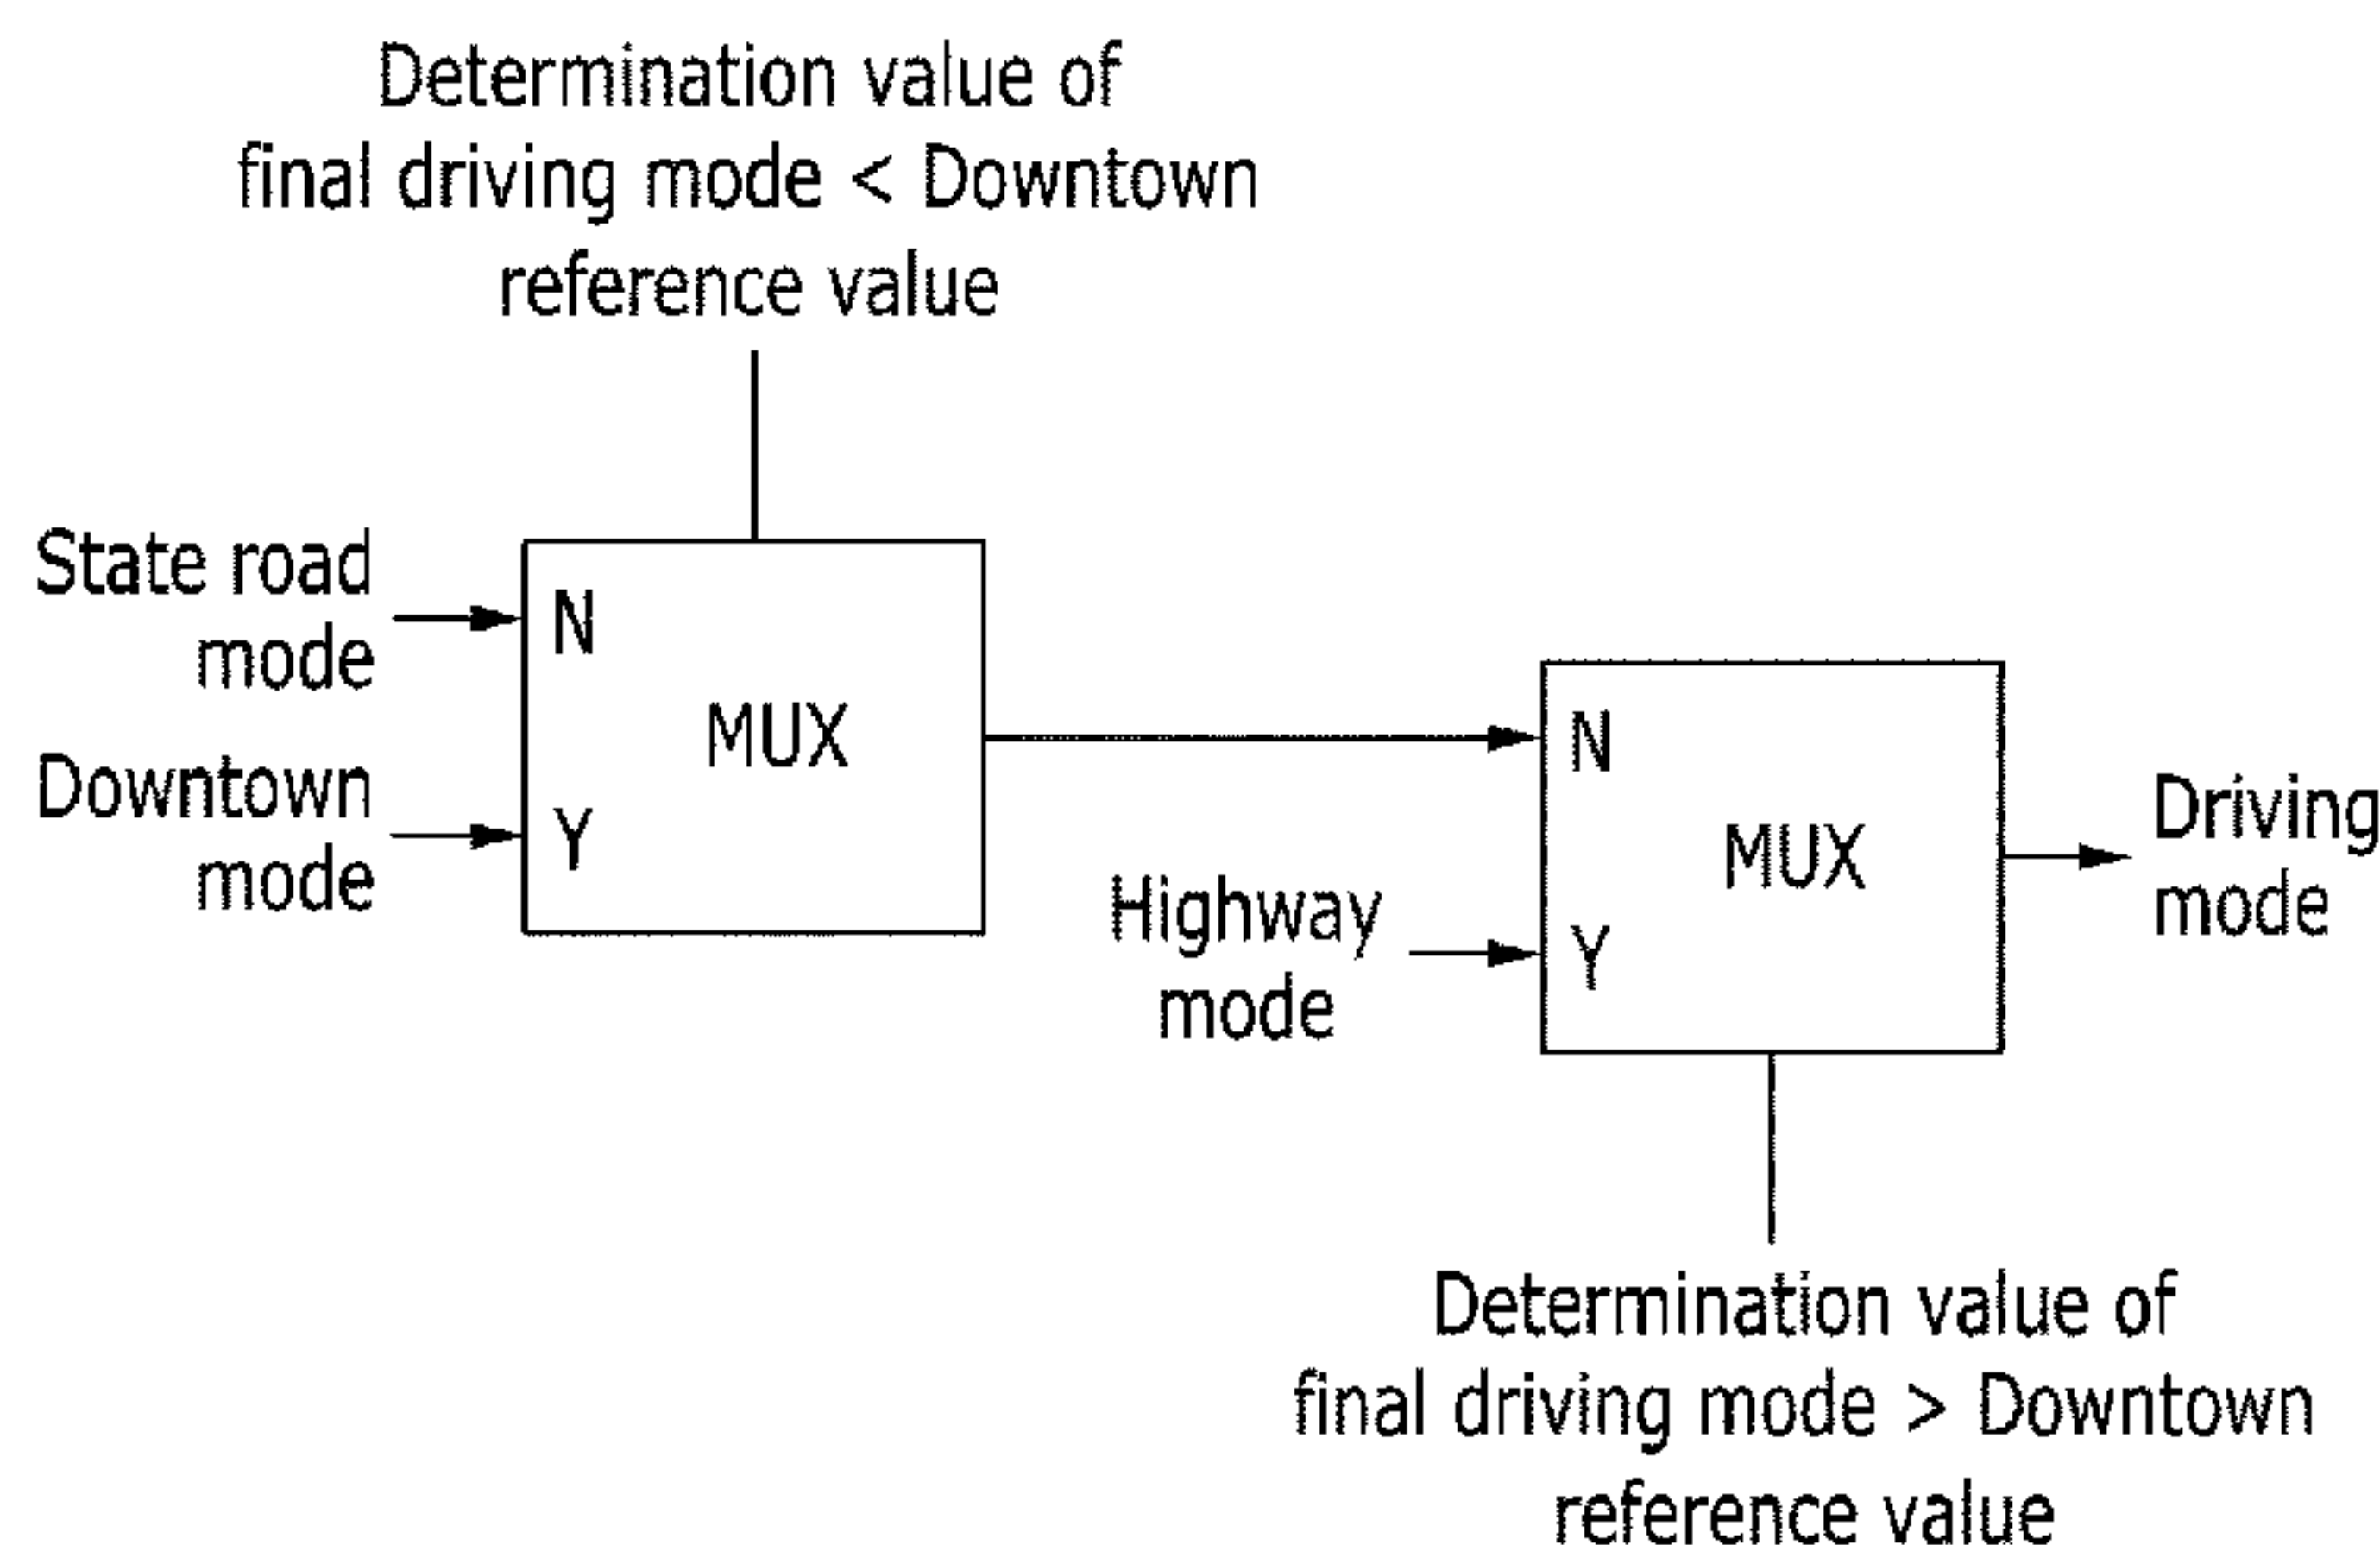 Determination value of
final driving mode < Downtown
reference value
State road
mode
N
MUX
Downtown
mode
Y
N
MUX
Driving
mode
Highway
mode
Y
Determination value of
final driving mode > Downtown
reference value